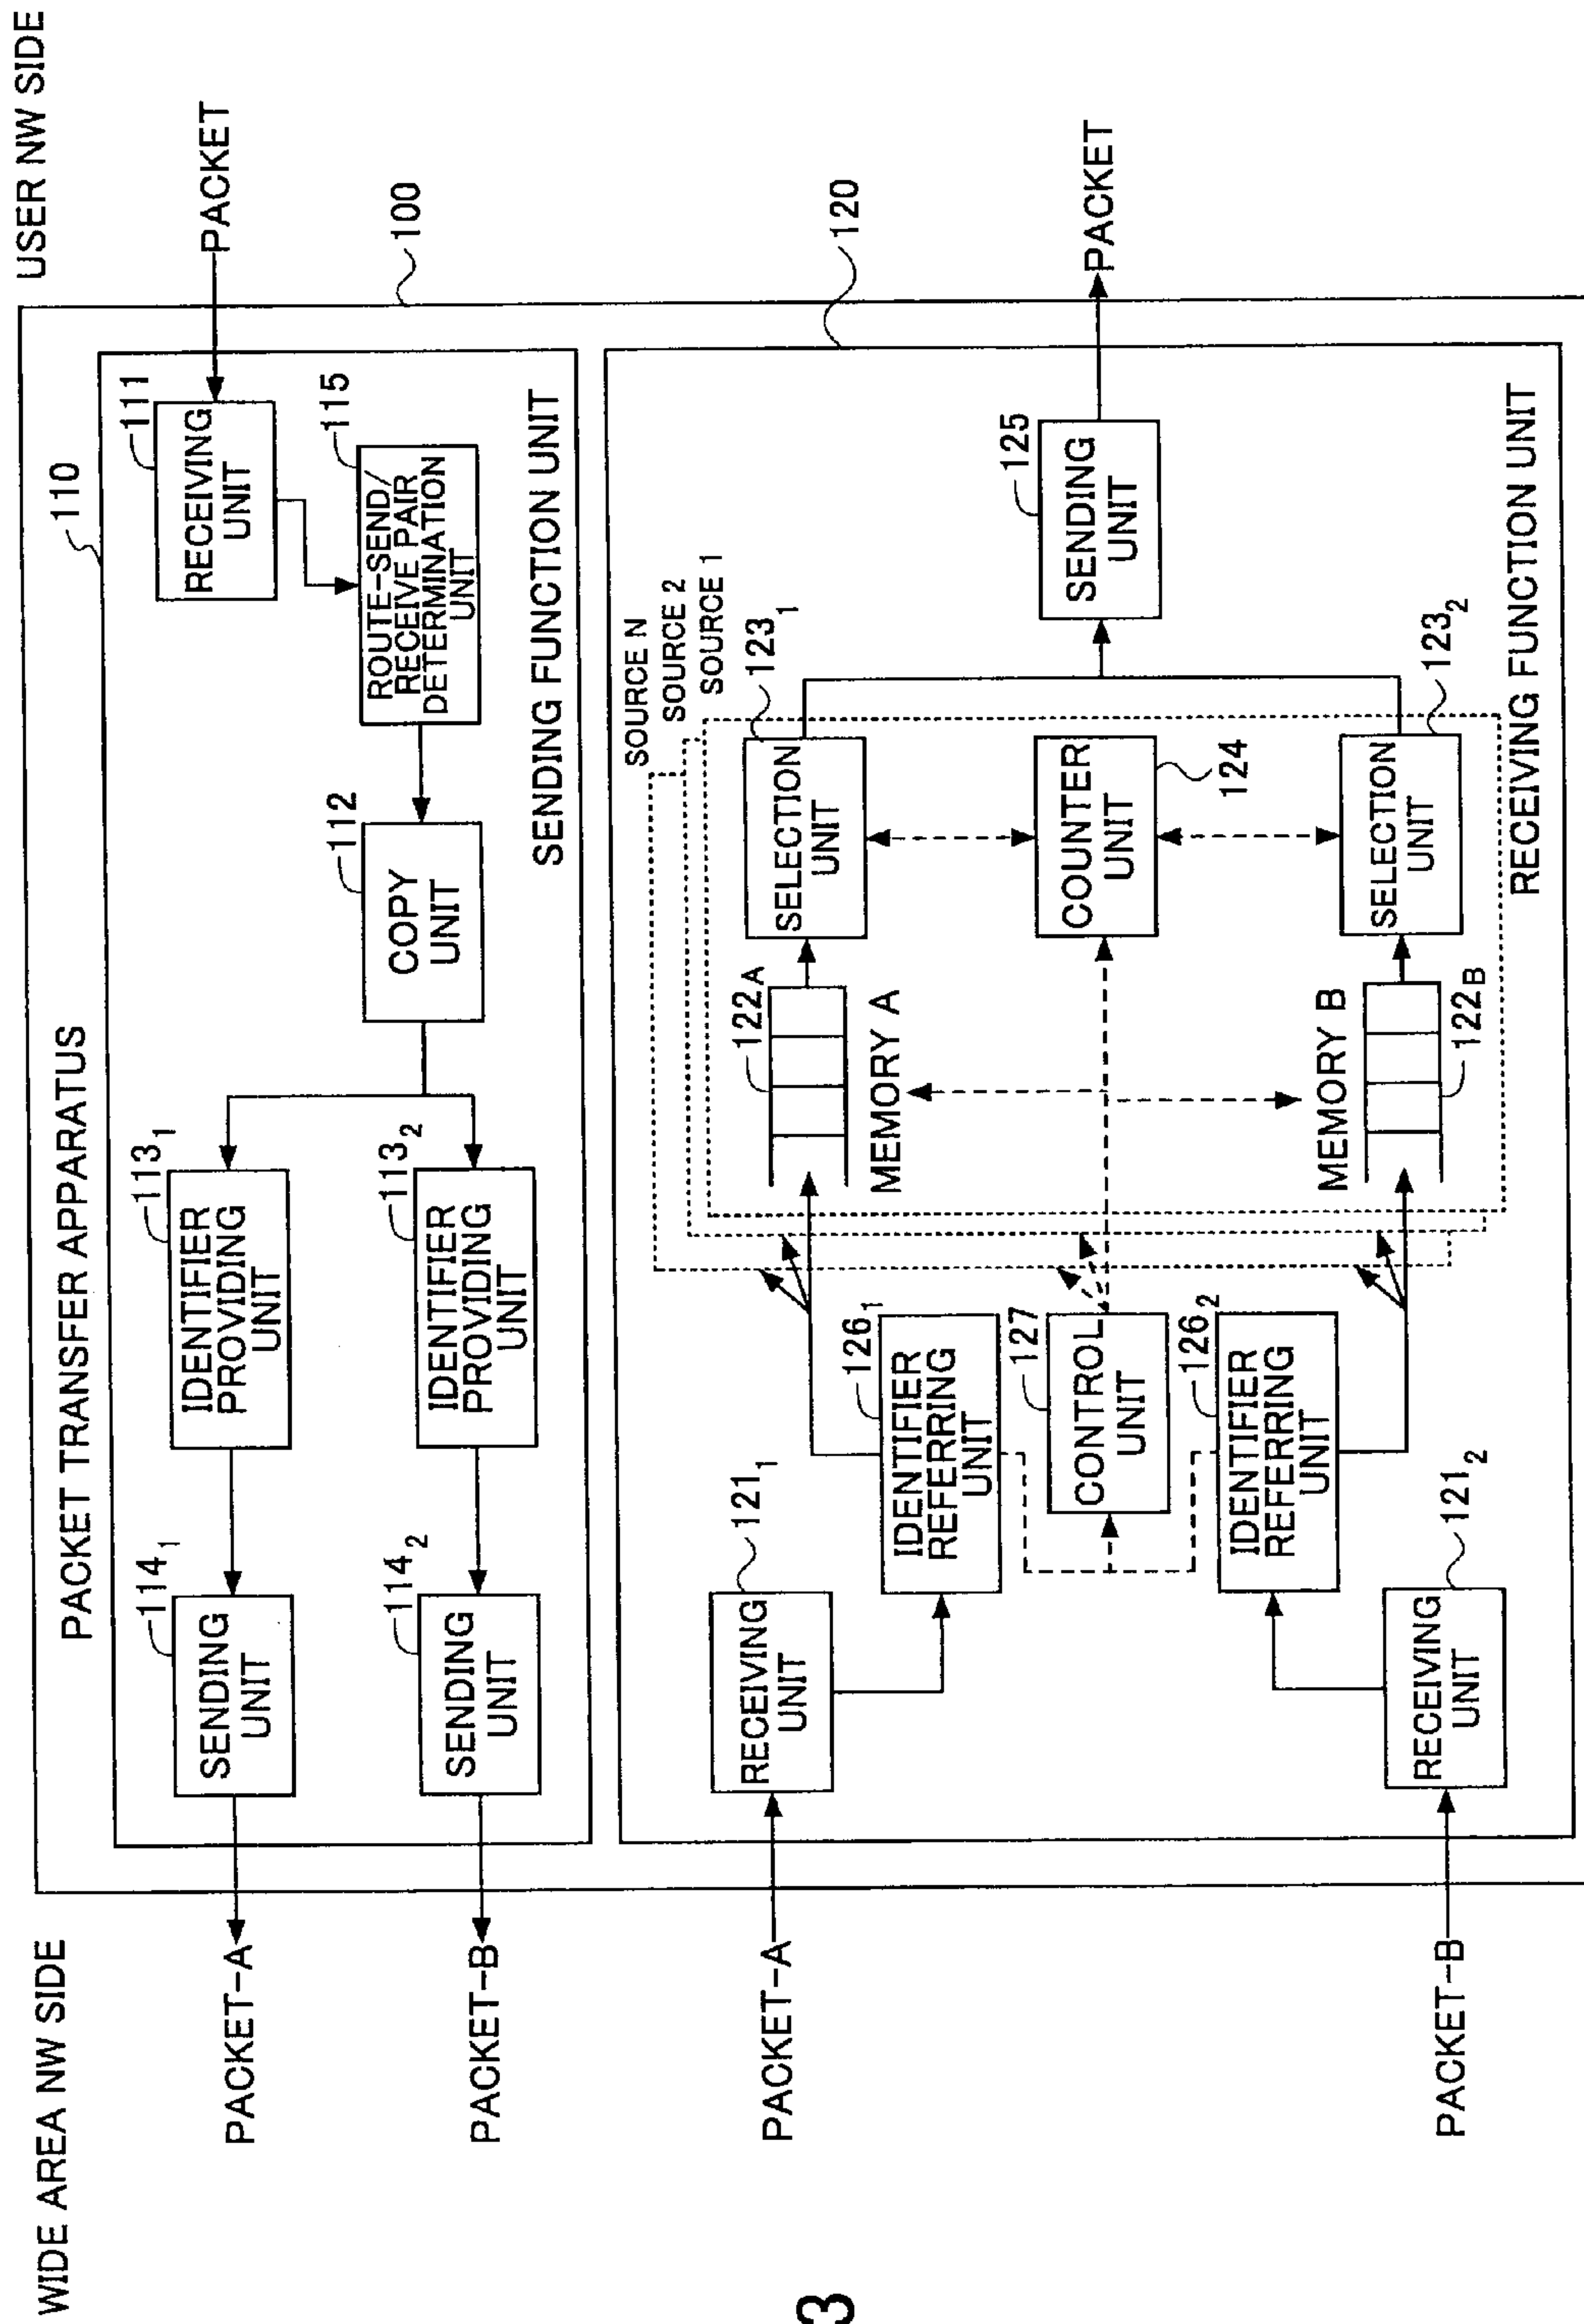 WIDE AREA NW SIDE
USER NW SIDE
PACKET TRANSFER APPARATUS
100
110
PACKET-A
114₁
SENDING
UNIT
113₁
IDENTIFIER
PROVIDING
UNIT
111
RECEIVING
UNIT
PACKET
115
ROUTE-SEND/
RECEIVE PAIR
DETERMINATION
UNIT
112
COPY
UNIT
PACKET-B
114₂
SENDING
UNIT
113₂
IDENTIFIER
PROVIDING
UNIT
SENDING FUNCTION UNIT
120
SOURCE N
SOURCE 2
SOURCE 1
PACKET-A
121₁
RECEIVING
UNIT
126₁
IDENTIFIER
REFERRING
UNIT
122A
MEMORY A
123₁
SELECTION
UNIT
127
CONTROL
UNIT
COUNTER
UNIT
124
125
SENDING
UNIT
PACKET
126₂
IDENTIFIER
REFERRING
UNIT
MEMORY B
122B
SELECTION
UNIT
123₂
PACKET-B
RECEIVING
UNIT
121₂
RECEIVING FUNCTION UNIT
3